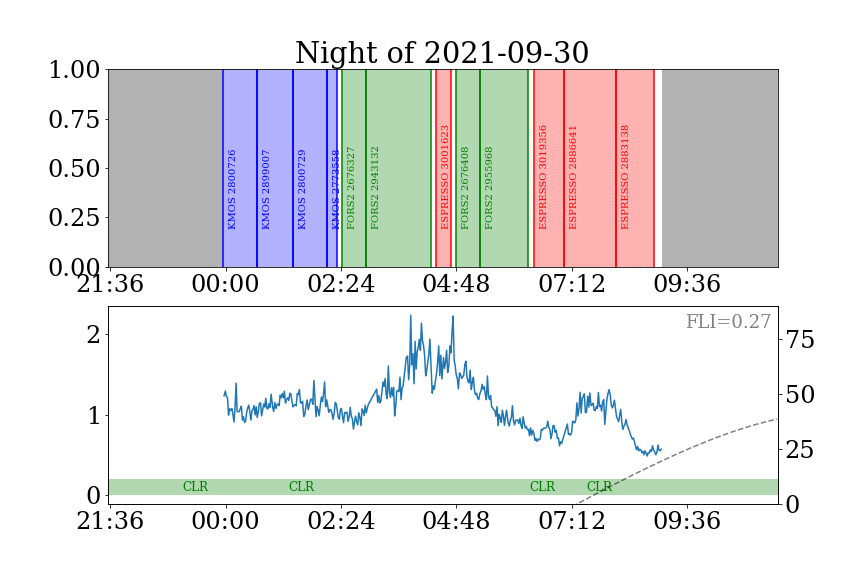 Night of 2021-09-30
1.00
0.75
0.50
0.25
0.00
KMOS 2800726
KMOS 2899007
KMOS 2800729
KMOS 2773558
FORS2 2676327
FORS2 2943132
ESPRESSO 3001623
FORS2 2676408
FORS2 2955968
ESPRESSO 3019356
ESPRESSO 2886641
ESPRESSO 2883138
21:36 00:00 02:24 04:48 07:12 09:36
FLI=0.27
2
1
0
75
50
25
0
CLR CLR CLR CLR
21:36 00:00 02:24 04:48 07:12 09:36